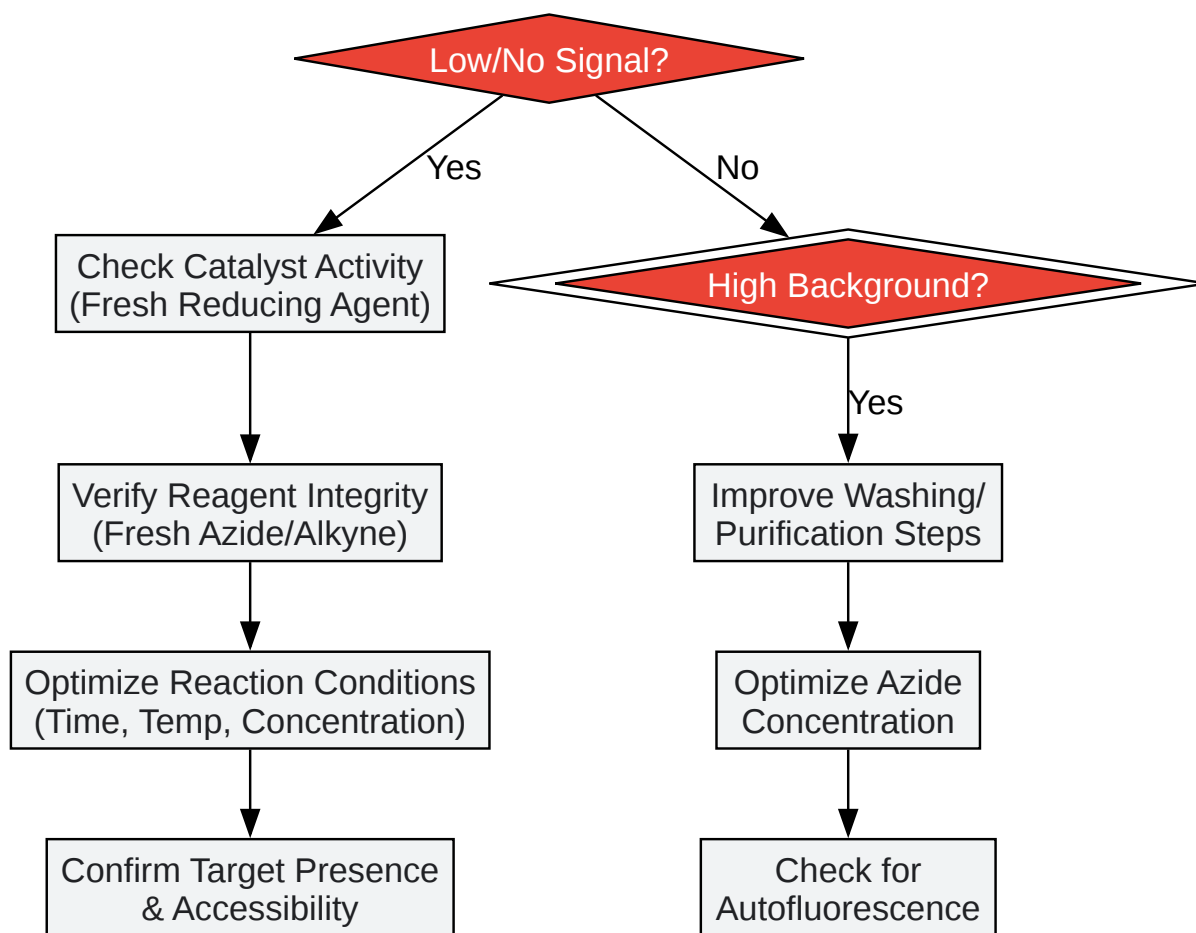 Low/No Signal?
Yes
No
Check Catalyst Activity
(Fresh Reducing Agent)
High Background?
Yes
Verify Reagent Integrity
(Fresh Azide/Alkyne)
Improve Washing/
Purification Steps
Optimize Reaction Conditions
(Time, Temp, Concentration)
Optimize Azide
Concentration
Confirm Target Presence
& Accessibility
Check for
Autofluorescence